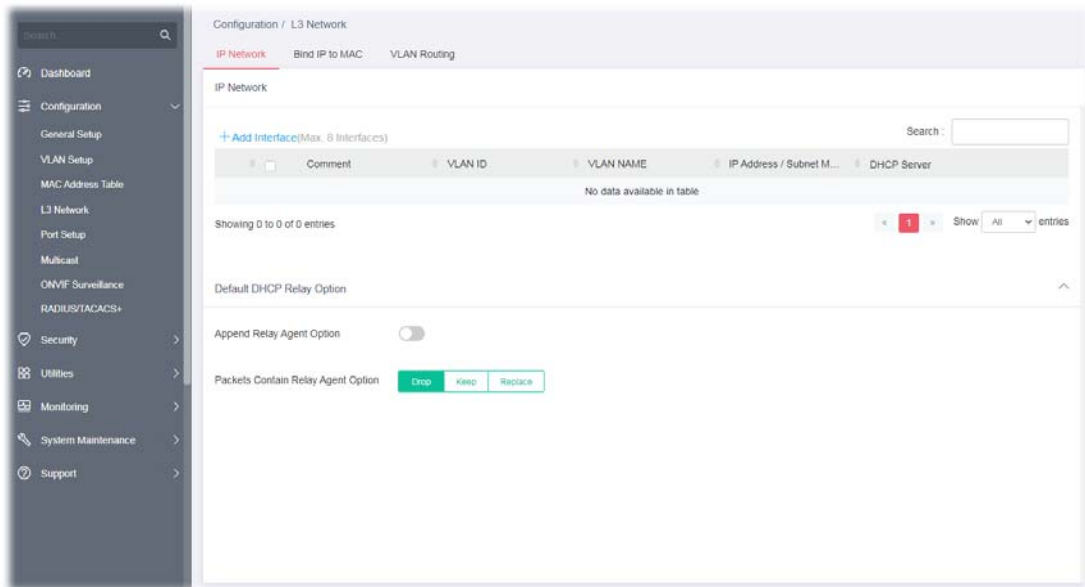 Search...
Dashboard
Configuration
General Setup
VLAN Setup
MAC Address Table
L3 Network
Port Setup
Multicast
ONVIF Surveillance
RADIUS/TACACS+
Security
Utilities
Monitoring
System Maintenance
Support
Configuration / L3 Network
IP Network Bind IP to MAC VLAN Routing
IP Network
+ Add Interface(Max. 8 Interfaces) Search :
Comment VLAN ID VLAN NAME IP Address / Subnet M... DHCP Server
No data available in table
Showing 0 to 0 of 0 entries « 1 » Show All entries
Default DHCP Relay Option
Append Relay Agent Option
Packets Contain Relay Agent Option Drop Keep Replace